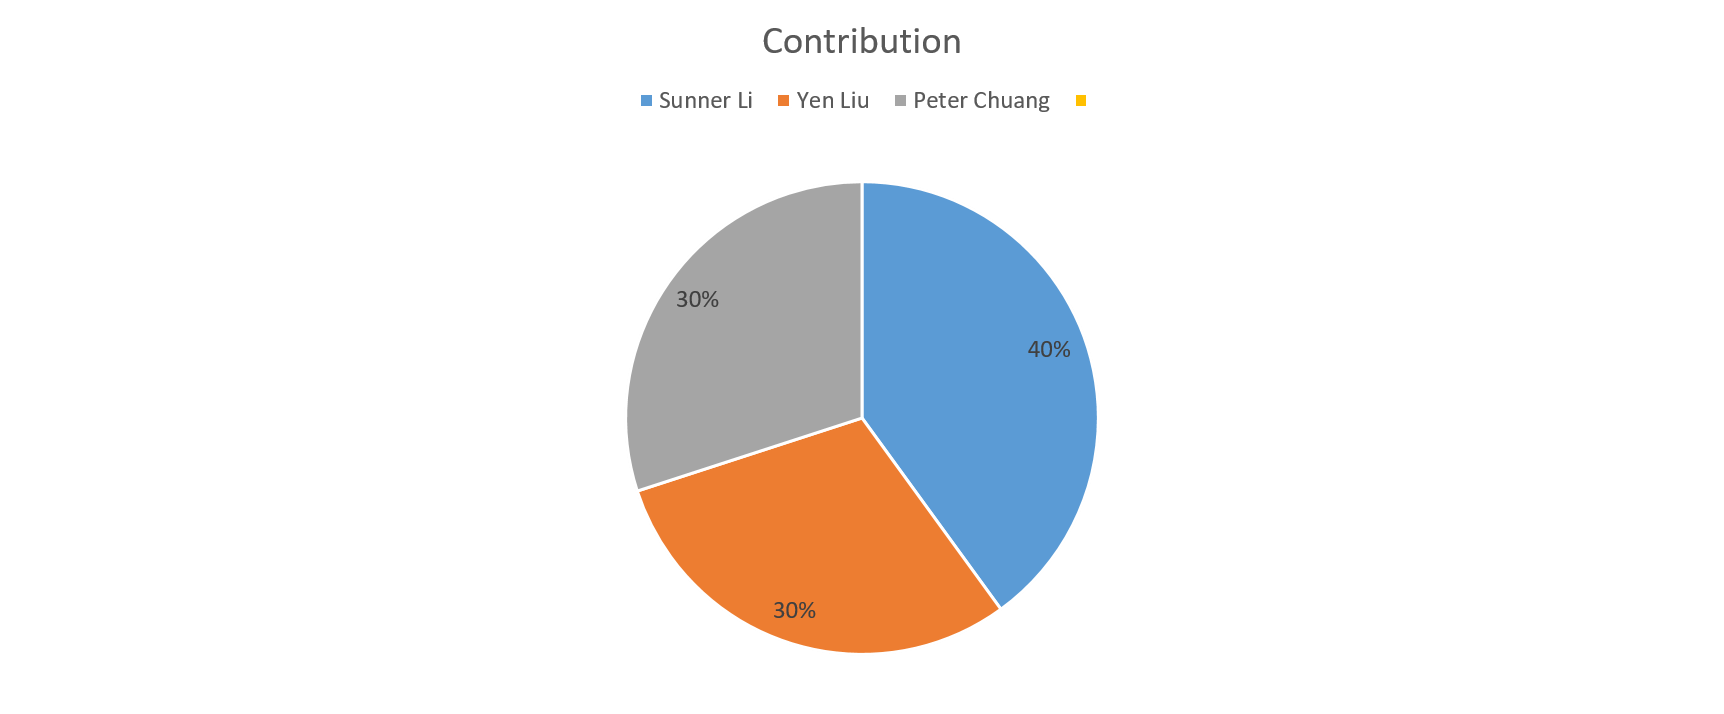 Contribution
Sunner Li Yen Liu Peter Chuang
30%
40%
30%